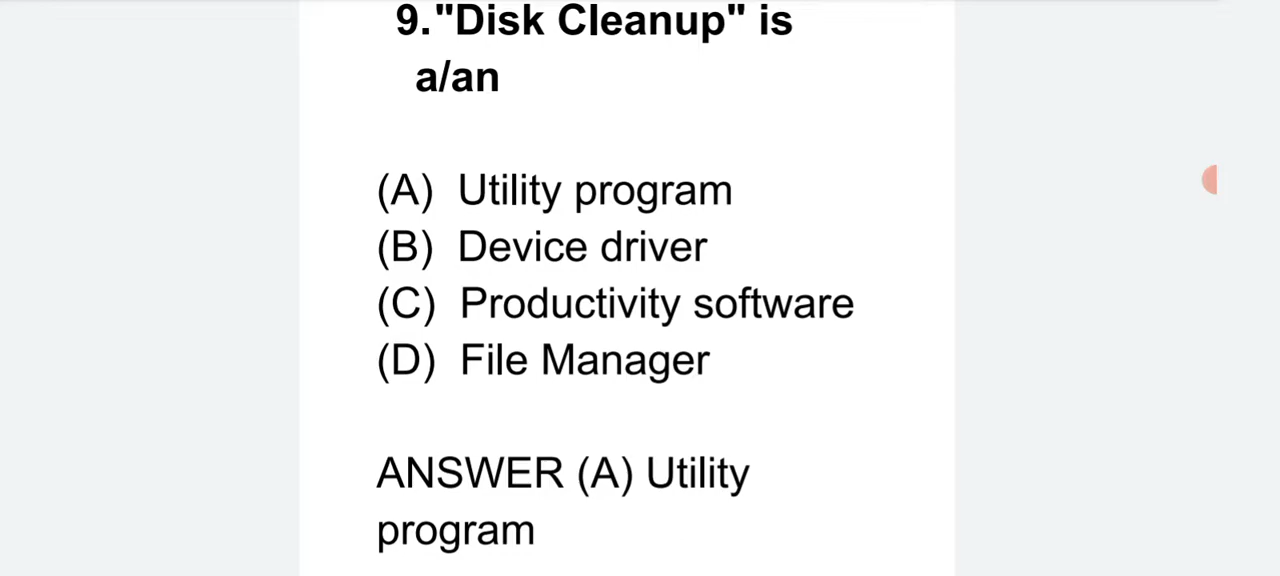 9."Disk Cleanup" is
a/an
(A) Utility program
(B) Device driver
(C) Productivity software
(D) File Manager
ANSWER (A) Utility
program